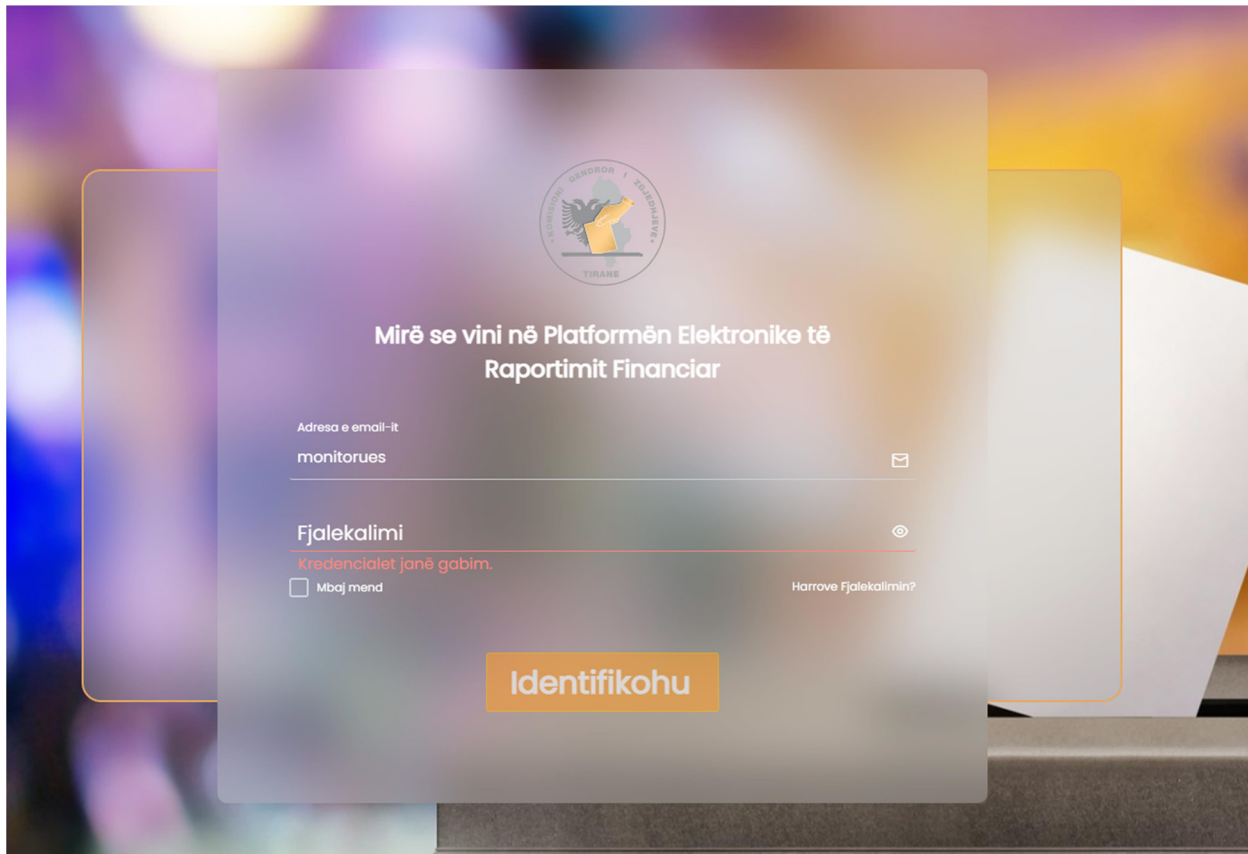 KOMISIONI QENDROR I ZGJEDHJEVE
TIRANE
Mirë se vini në Platformën Elektronike të
Raportimit Financiar
Adresa e email-it
monitorues
Fjalekalimi
Kredencialet janë gabim.
Mbaj mend
Harrove Fjalekalimin?
Identifikohu